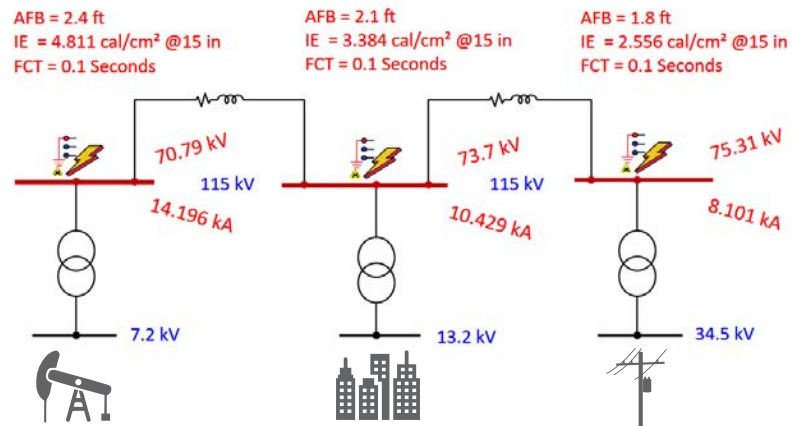 AFB = 2.4 ft
IE = 4.811 cal/cm² @15 in
FCT = 0.1 Seconds
AFB = 2.1 ft
IE = 3.384 cal/cm² @15 in
FCT = 0.1 Seconds
AFB = 1.8 ft
IE = 2.556 cal/cm² @15 in
FCT = 0.1 Seconds
70.79 kV
115 kV
14.196 kA
73.7 kV
115 kV
10.429 kA
75.31 kV
8.101 kA
7.2 kV
13.2 kV
34.5 kV